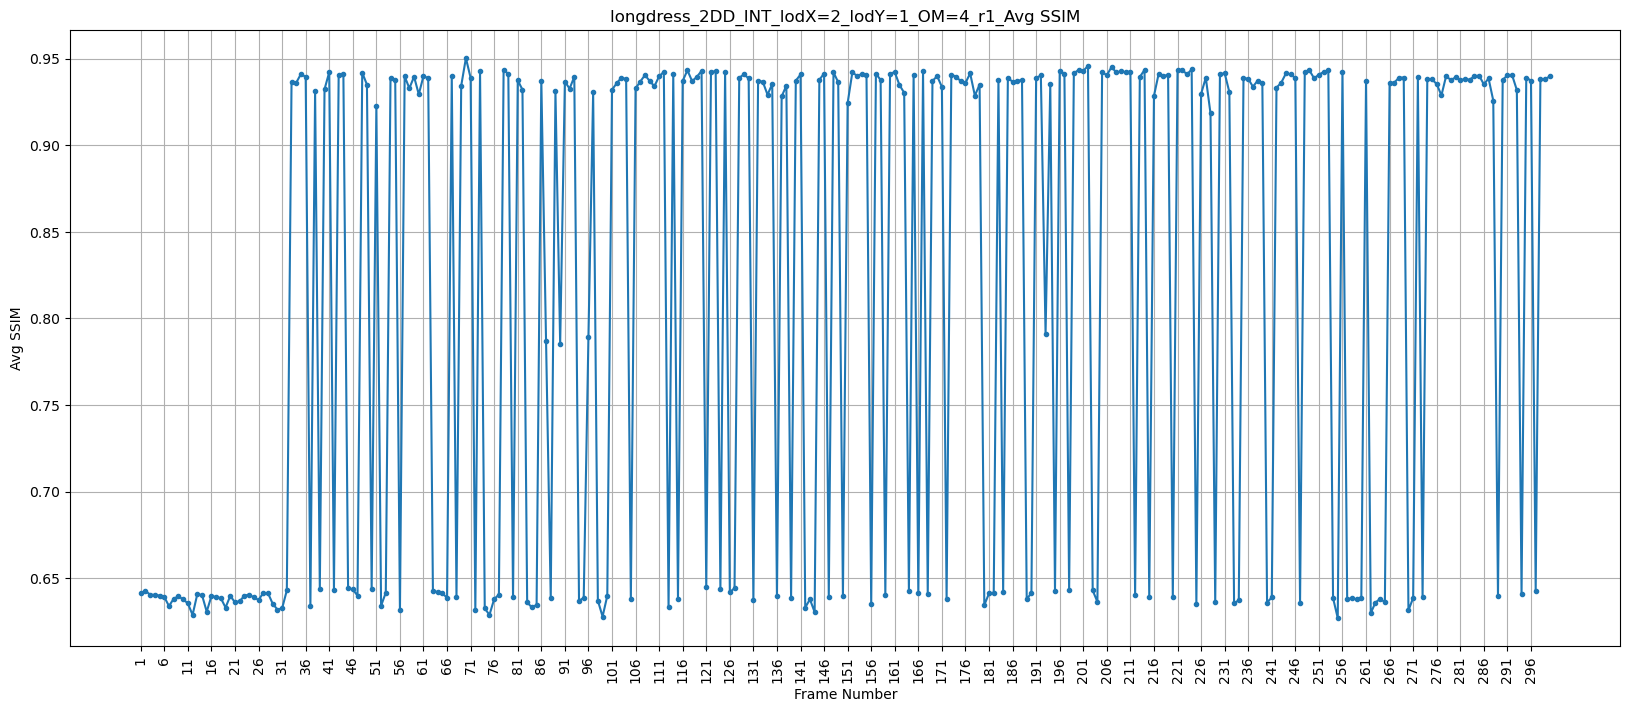 longdress_2DD_INT_lodX=2_lodY=1_OM=4_r1_Avg SSIM
0.95
0.90
0.85
0.80
0.75
0.70
0.65
Avg SSIM
1 6 11 16 21 26 31 36 41 46 51 56 61 66 71 76 81 86 91 96 101 106 111 116 121 126 131 136 141 146 151 156 161 166 171 176 181 186 191 196 201 206 211 216 221 226 231 236 241 246 251 256 261 266 271 276 281 286 291 296
Frame Number